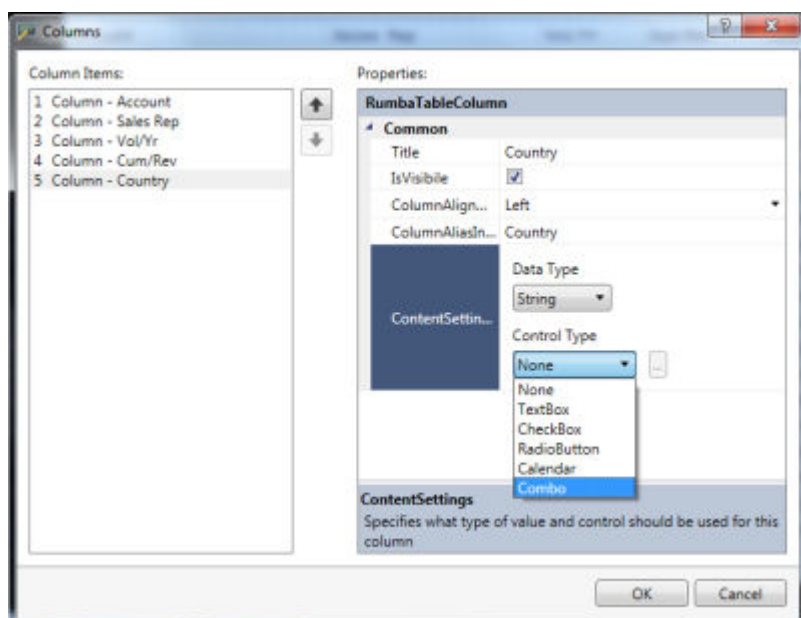 Columns
Column Items:
1 Column - Account
2 Column - Sales Rep
3 Column - Vol/Yr
4 Column - Cum/Rev
5 Column - Country
Properties:
RumbaTableColumn
Common
Title Country
IsVisibile
ColumnAlign... Left
ColumnAliasIn... Country
ContentSettin...
Data Type
String
Control Type
None
...
None
TextBox
CheckBox
RadioButton
Calendar
Combo
ContentSettings
Specifies what type of value and control should be used for this
column
OK Cancel